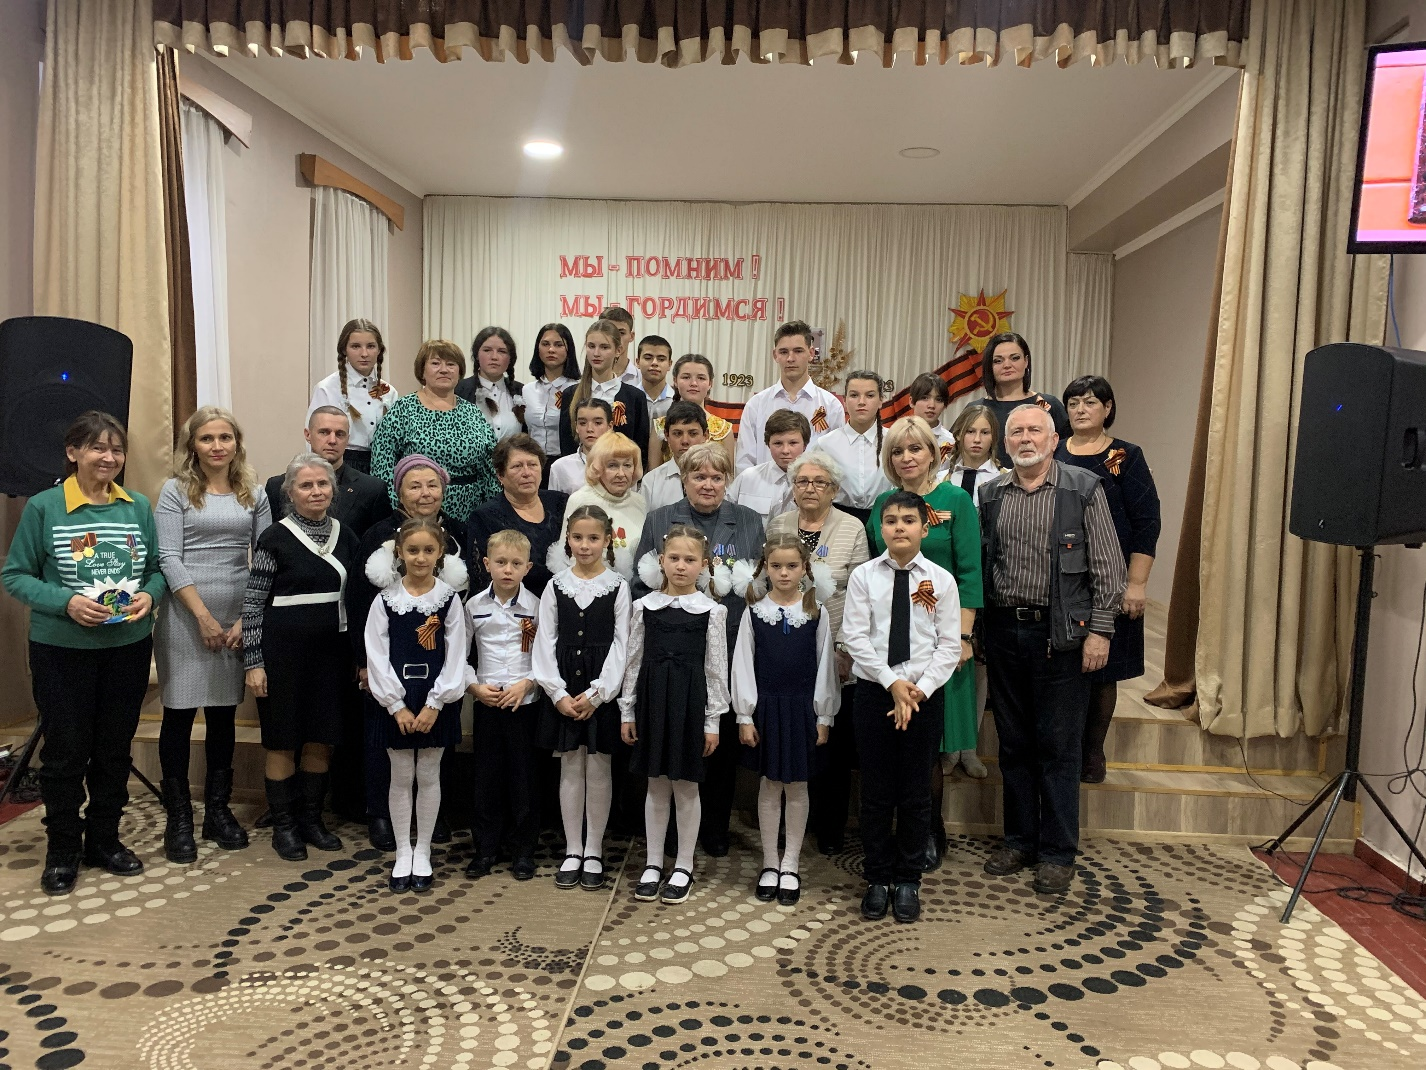 МЫ - ПОМНИМ !
МЫ - ГОРДИМСЯ !
1923
A TRUE
Love Story
NEVER ENDS